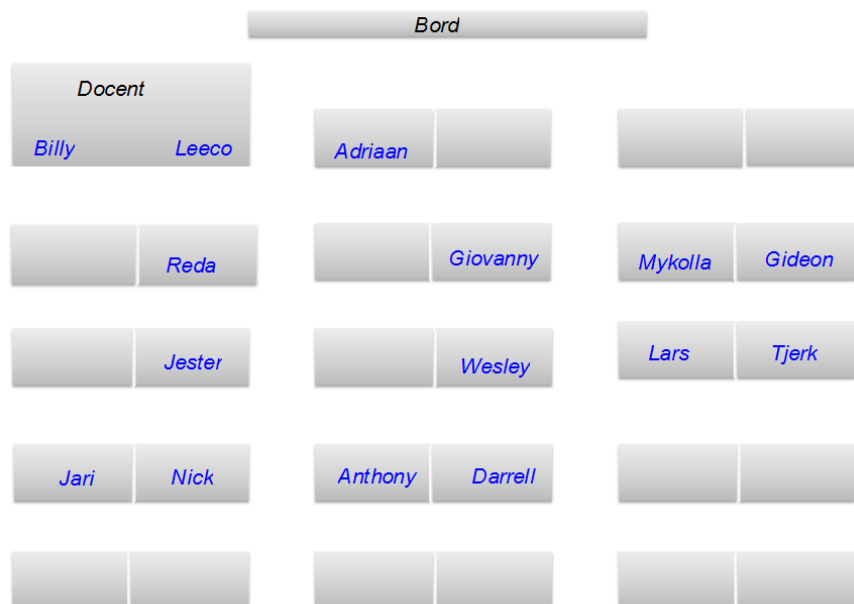 Bord
Docent
Billy Leeco
Adriaan
Reda
Giovanny
Mykolla Gideon
Jester
Wesley
Lars Tjerk
Jari Nick
Anthony Darrell